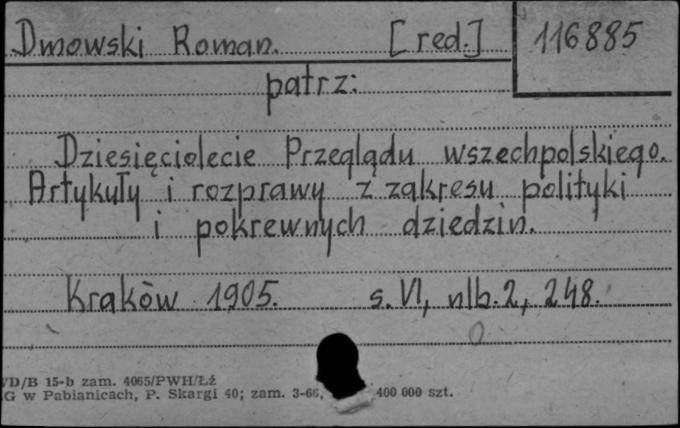 Dmowski Roman. [red.] 116885
patrz:
Dziesięciolecie Przeglądu wszechpolskiego.
Artykuły i rozprawy z zakresu polityki
i pokrewnych dziedzin.
Kraków 1905. s. VI, nlb. 2, 248.
VD/B 15-b zam. 4065/PWH/Łź
G w Pabianicach, P. Skargi 40; zam. 3-66, 400 000 szt.